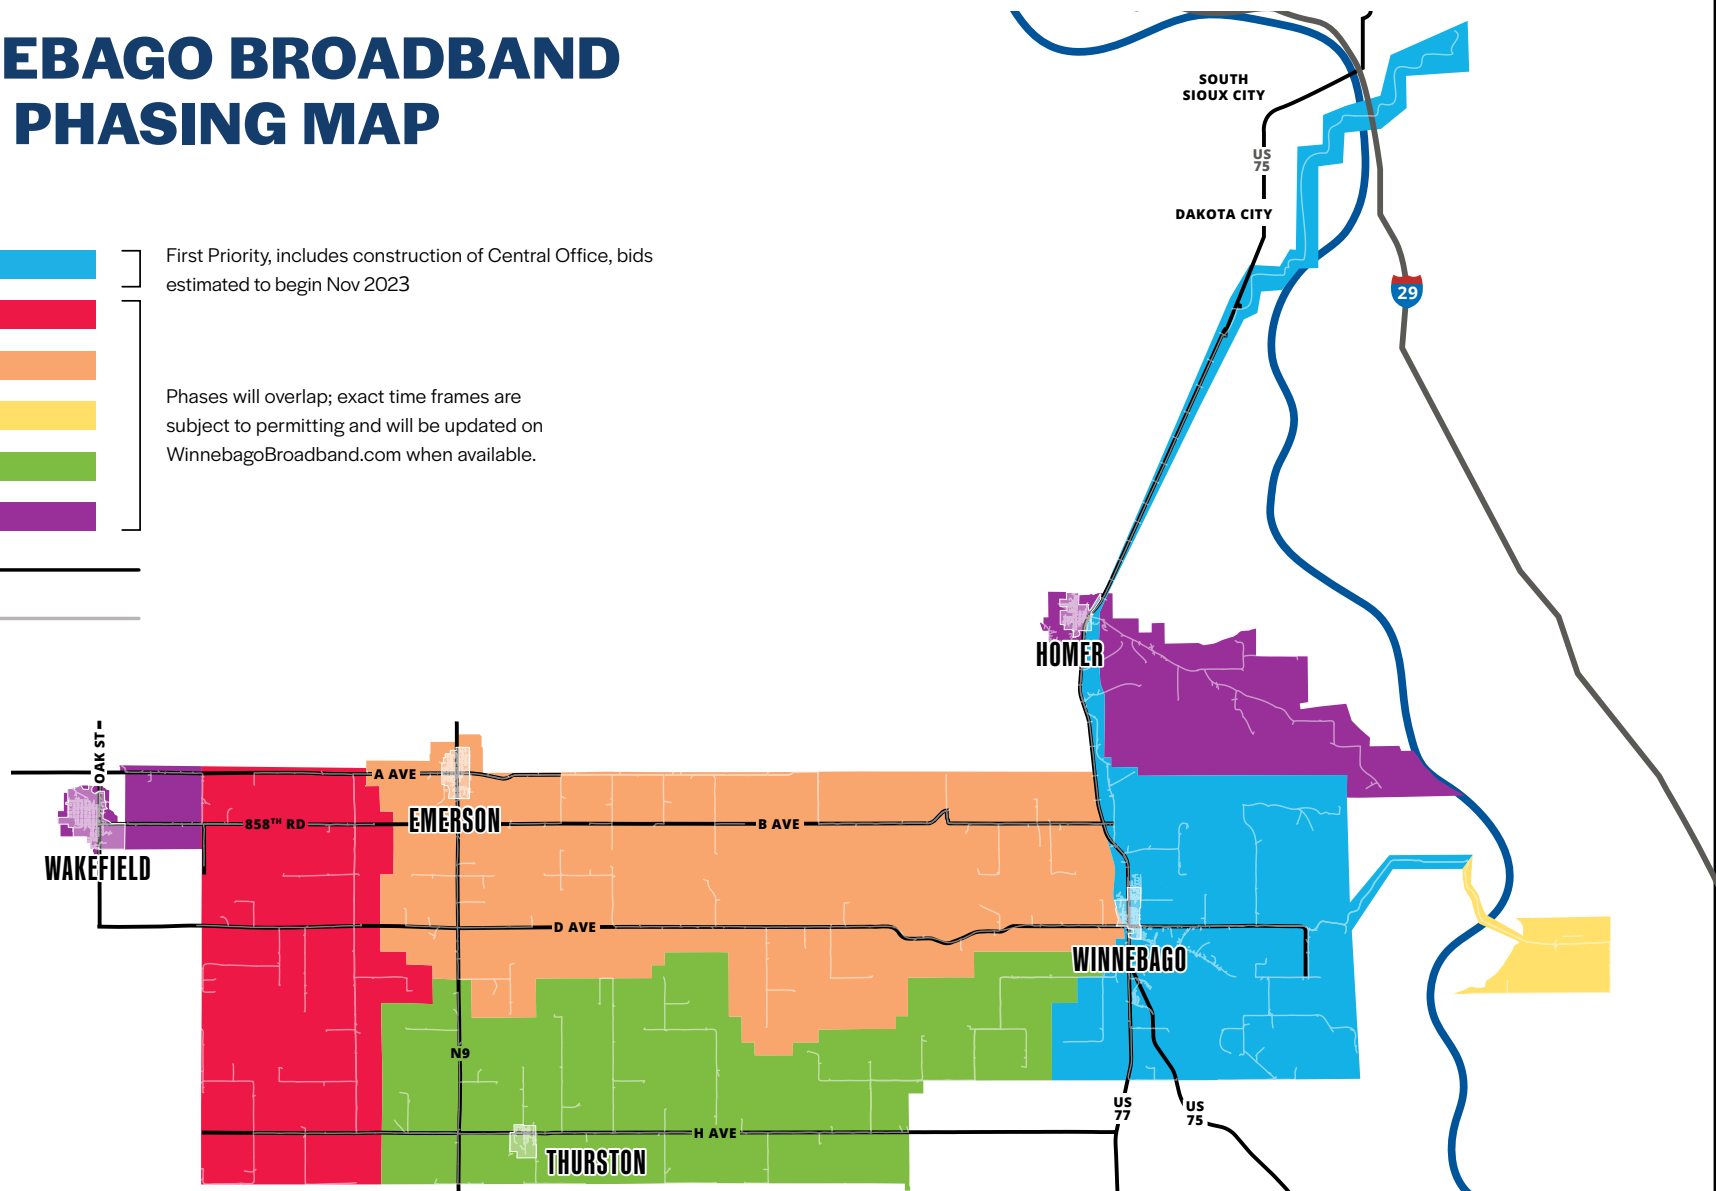 EBAGO BROADBAND
PHASING MAP
First Priority, includes construction of Central Office, bids
estimated to begin Nov 2023
Phases will overlap; exact time frames are
subject to permitting and will be updated on
WinnebagoBroadband.com when available.
SOUTH
SIOUX CITY
US
75
DAKOTA CITY
29
HOMER
OAK ST
A AVE
858TH RD
EMERSON
B AVE
WAKEFIELD
D AVE
WINNEBAGO
N9
US
77
US
75
H AVE
THURSTON